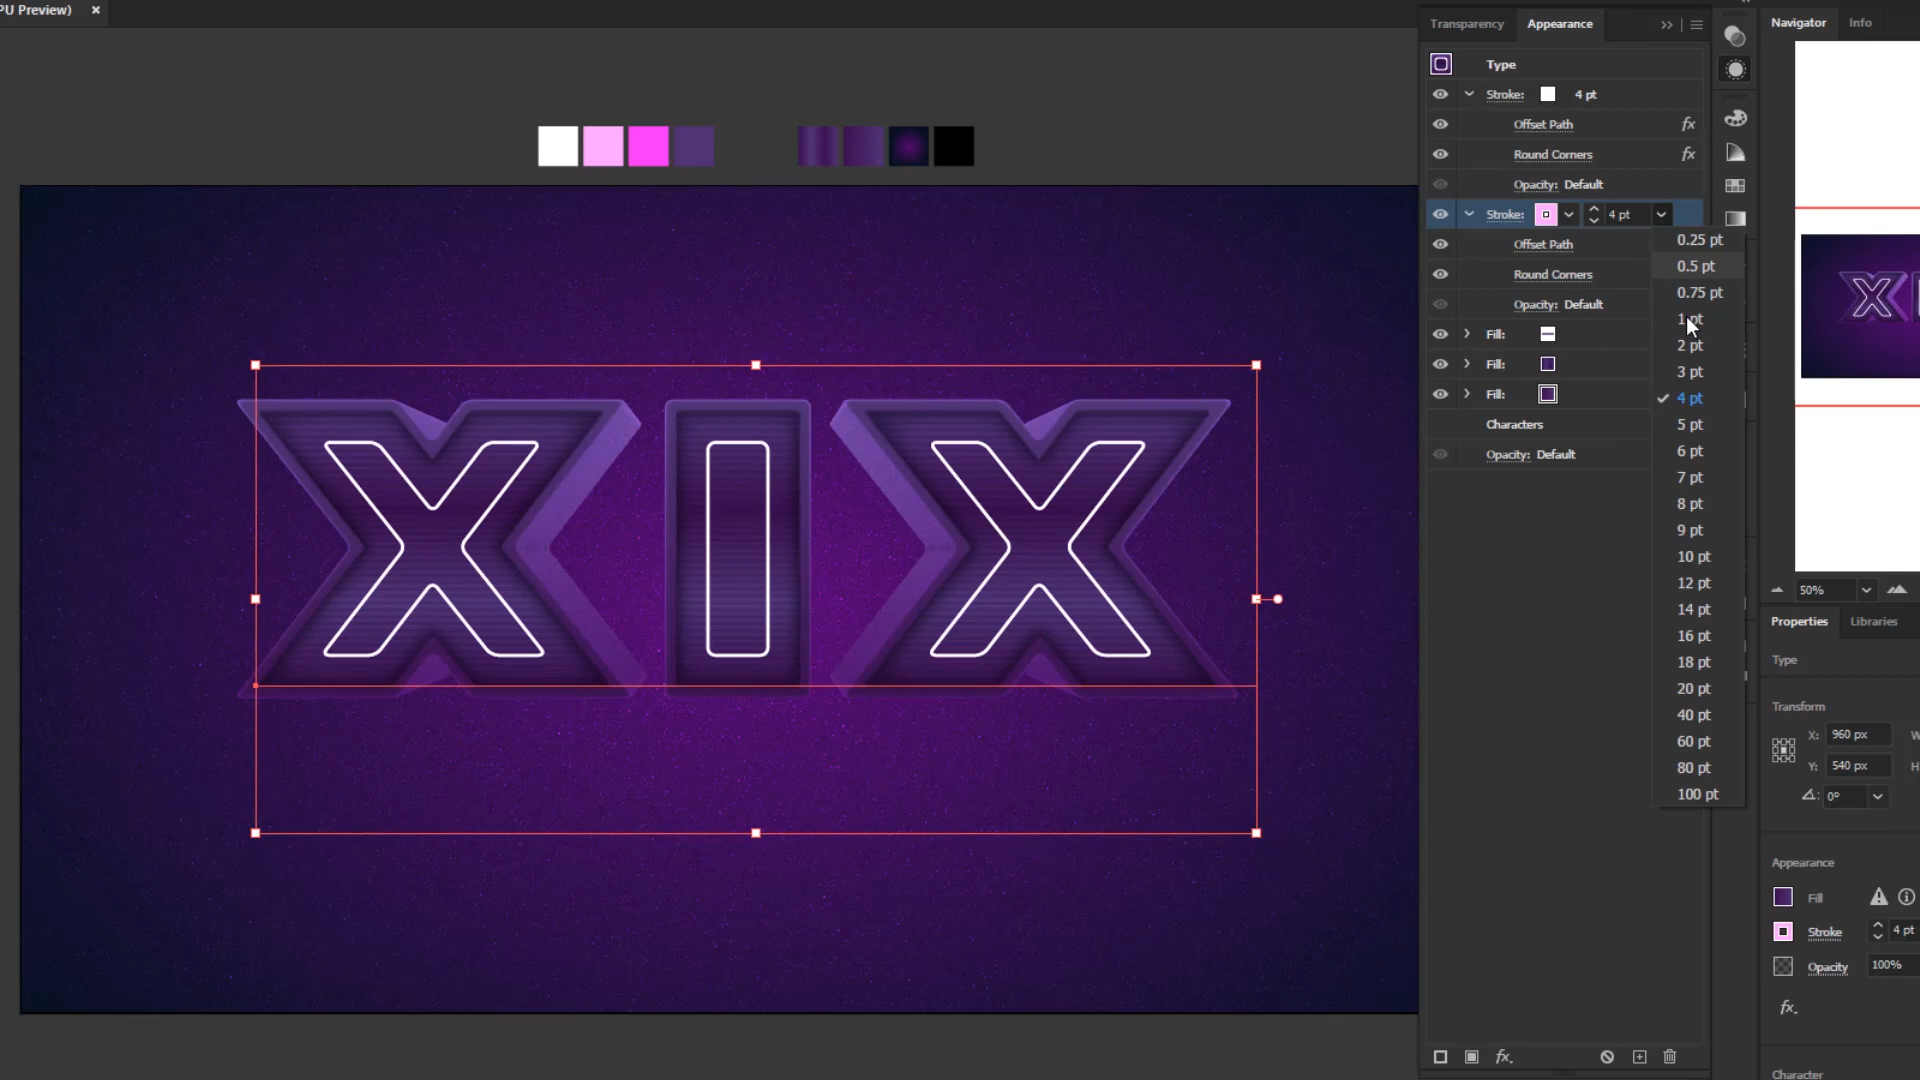 PU Preview)
×
Transparency
Appearance
Type
Stroke: 4 pt
Offset Path fx
Round Corners fx
Opacity: Default
Stroke: 4 pt
Offset Path
Round Corners
Opacity: Default
Fill:
Fill:
Fill:
Characters
Opacity: Default
0.25 pt
0.5 pt
0.75 pt
1 pt
2 pt
3 pt
4 pt
5 pt
6 pt
7 pt
8 pt
9 pt
10 pt
12 pt
14 pt
16 pt
18 pt
20 pt
40 pt
60 pt
80 pt
100 pt
fx.
XIX
Navigator
Info
XI
50%
Properties
Libraries
Type
Transform
X: 960 px W
Y: 540 px H
0°
Appearance
Fill
Stroke 4 pt
Opacity 100%
fx.
Character